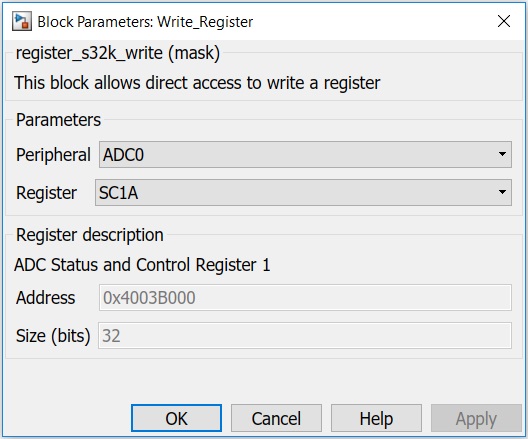 Block Parameters: Write_Register
register_s32k_write (mask)
This block allows direct access to write a register
Parameters
Peripheral ADC0
Register SC1A
Register description
ADC Status and Control Register 1
Address 0x4003B000
Size (bits) 32
OK Cancel Help Apply